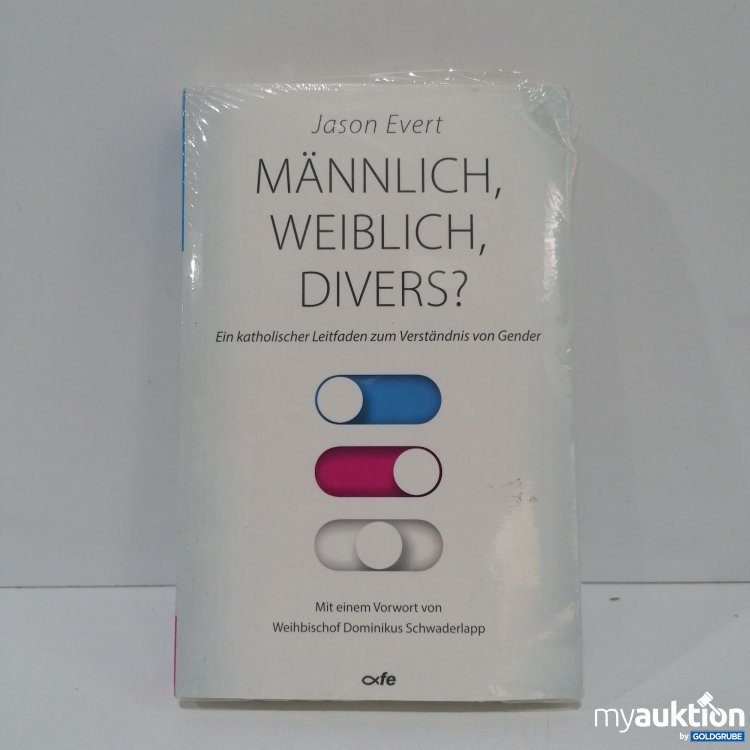 Jason Evert
MÄNNLICH,
WEIBLICH,
DIVERS?
Ein katholischer Leitfaden zum Verständnis von Gender
Mit einem Vorwort von
Weihbischof Dominikus Schwaderlapp
fe
myauktion
by GOLDGRUBE